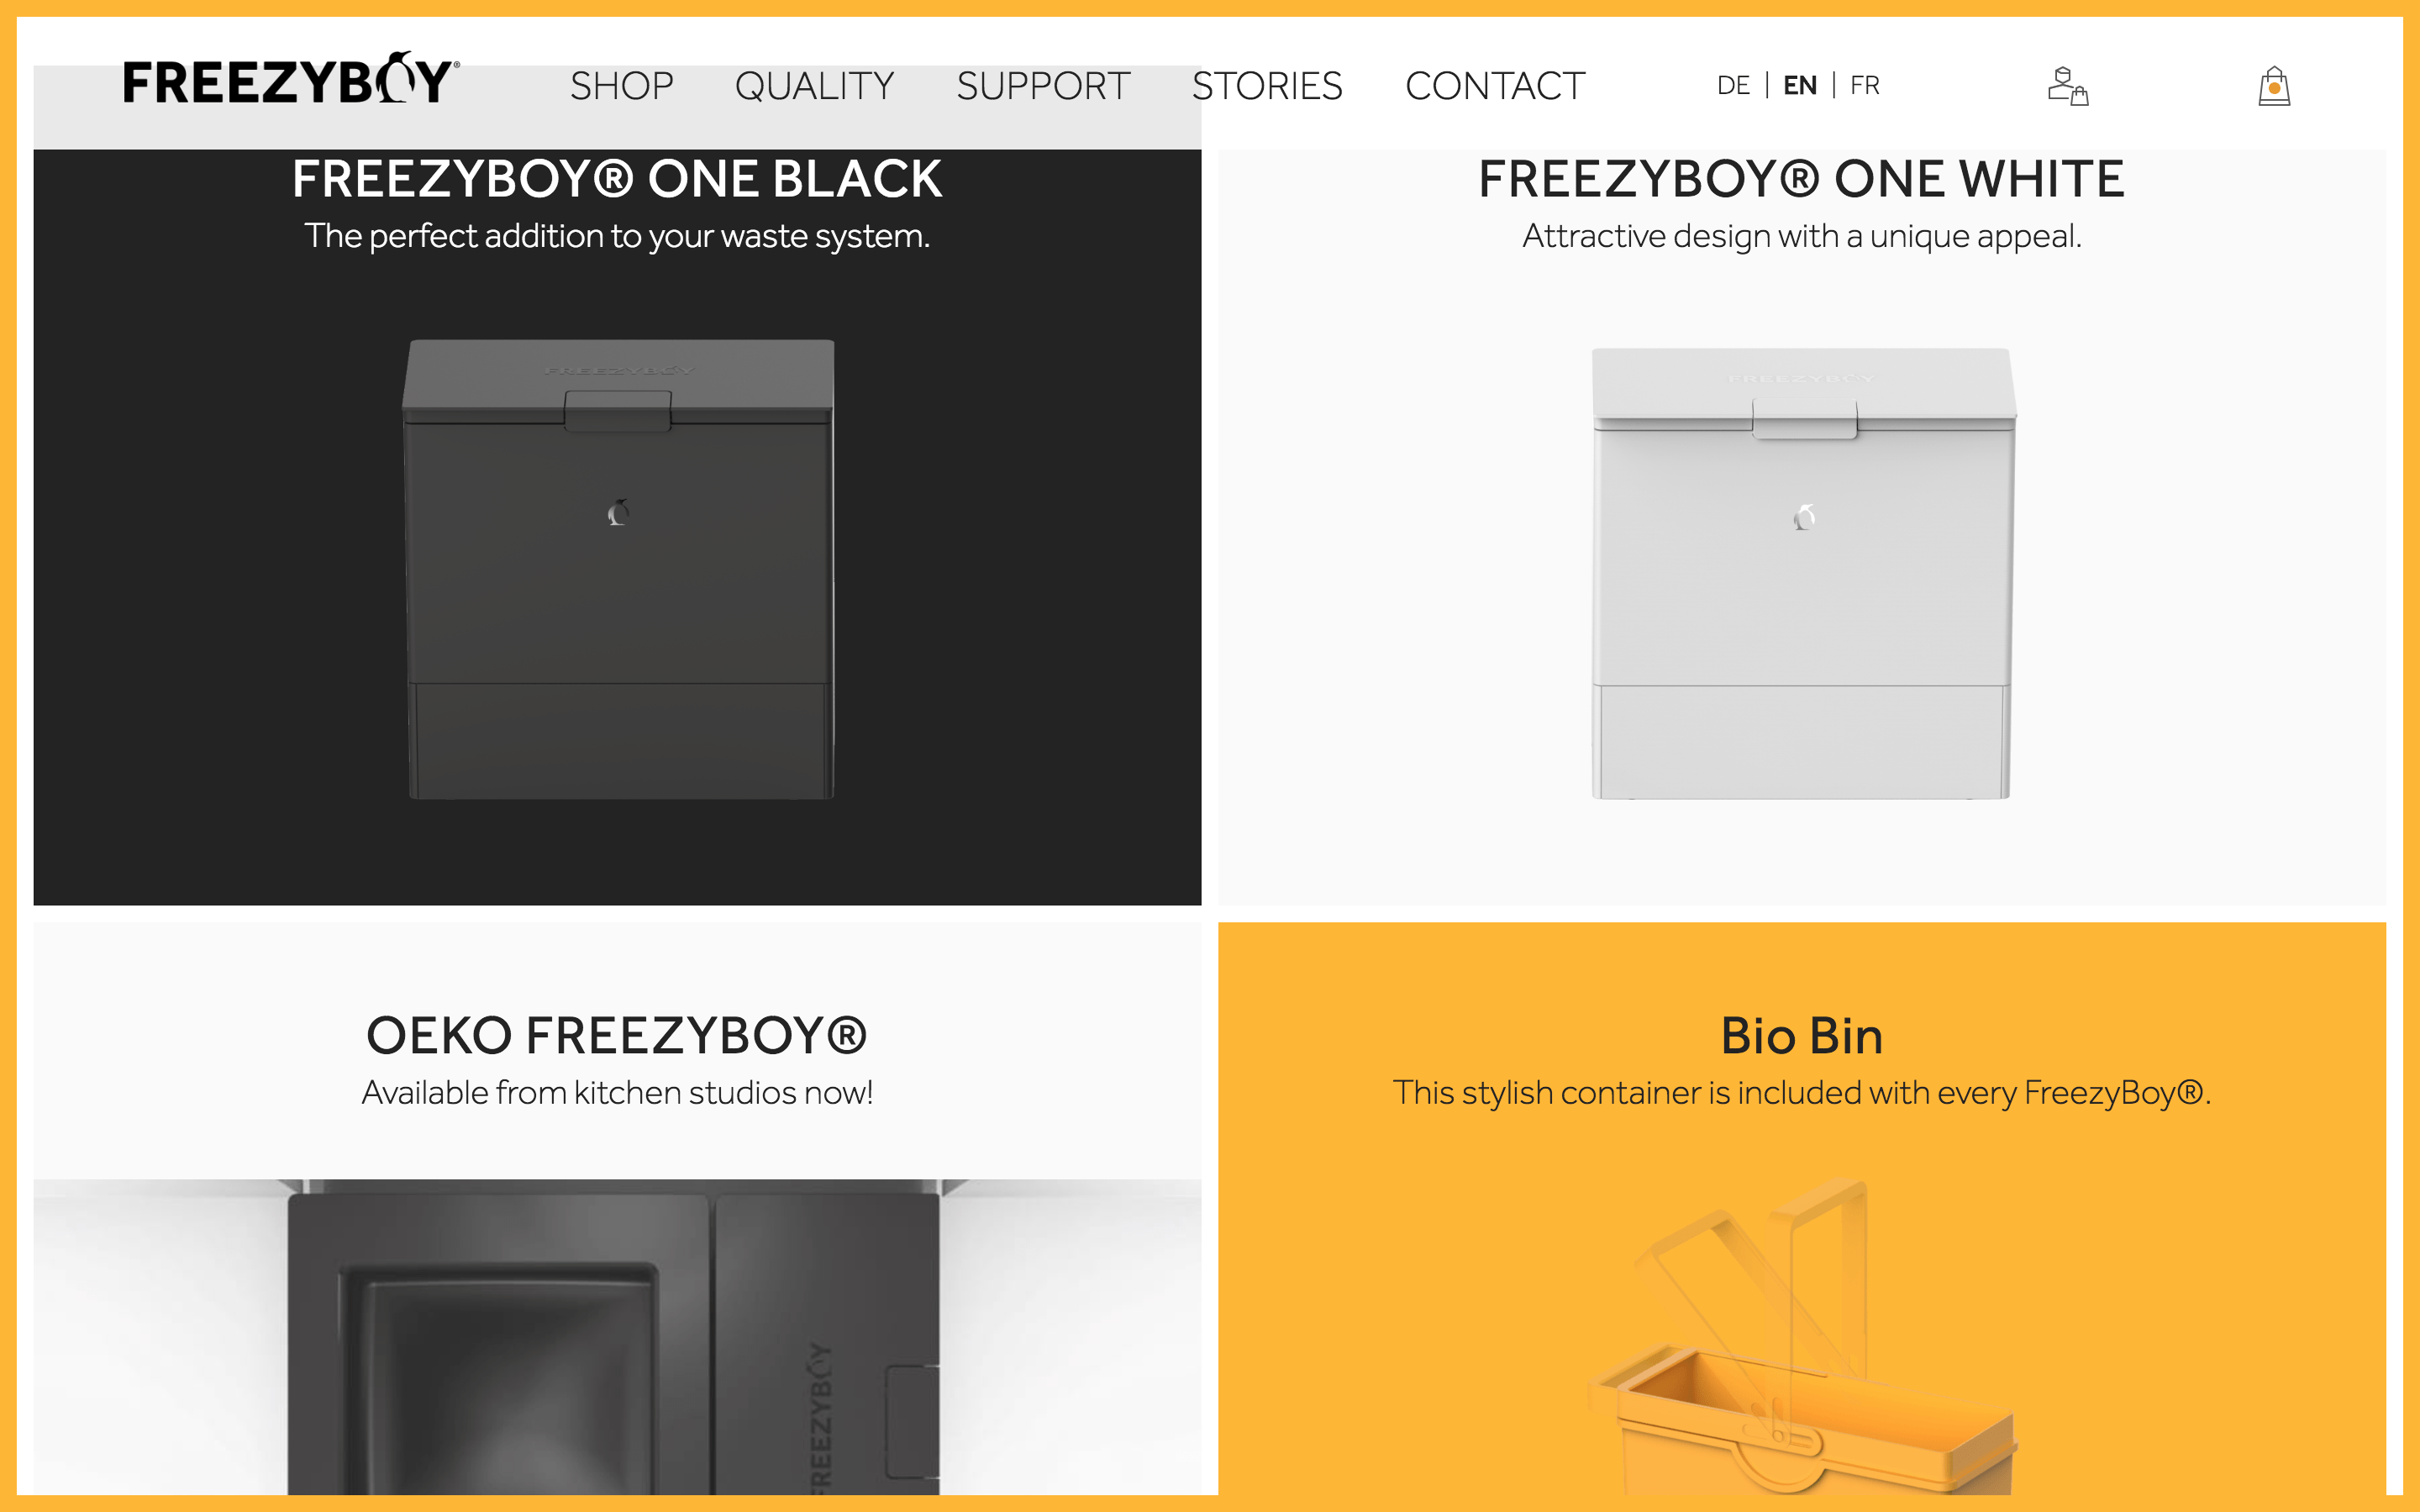 FREEZYBOY®
SHOP QUALITY SUPPORT STORIES CONTACT
DE | EN | FR
FREEZYBOY® ONE BLACK
The perfect addition to your waste system.
FREEZYBOY
FREEZYBOY® ONE WHITE
Attractive design with a unique appeal.
FREEZYBOY
OEKO FREEZYBOY®
Available from kitchen studios now!
FREEZYBOY
Bio Bin
This stylish container is included with every FreezyBoy®.